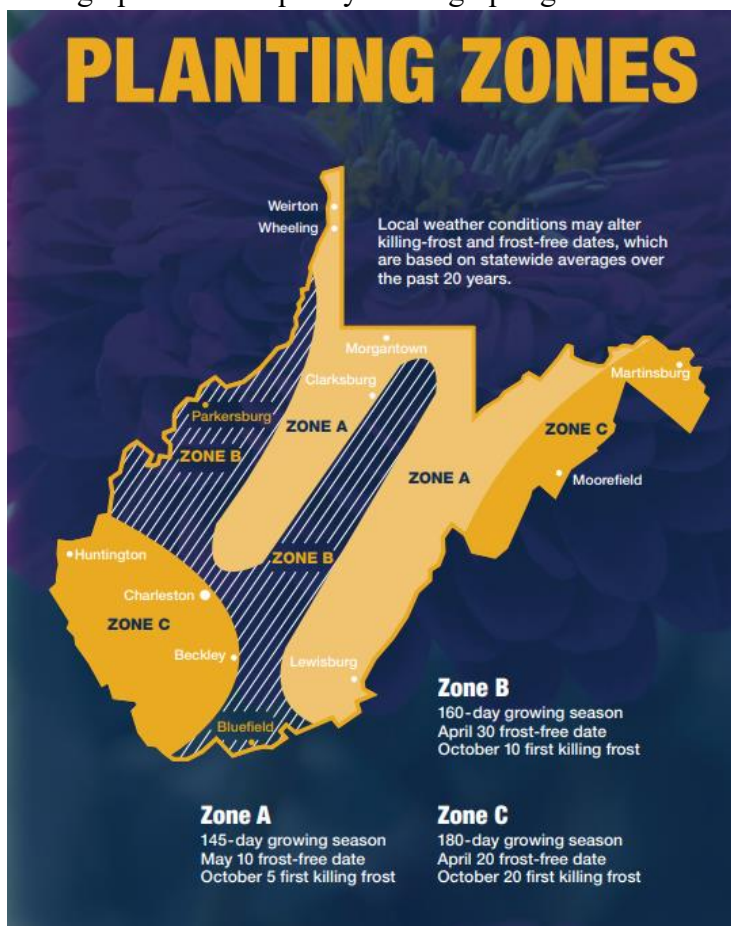 PLANTING ZONES
Weirton
Wheeling
Local weather conditions may alter
killing-frost and frost-free dates, which
are based on statewide averages over
the past 20 years.
Morgantown
Clarksburg
Martinsburg
Parkersburg
ZONE A
ZONE C
ZONE B
ZONE A
Moorefield
Huntington
ZONE B
Charleston
ZONE C
Beckley
Lewisburg
Bluefield
Zone B
160-day growing season
April 30 frost-free date
October 10 first killing frost
Zone A
145-day growing season
May 10 frost-free date
October 5 first killing frost
Zone C
180-day growing season
April 20 frost-free date
October 20 first killing frost